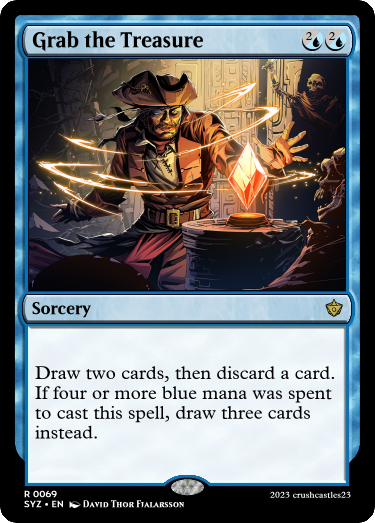 Grab the Treasure
2 2
Sorcery
Draw two cards, then discard a card.
If four or more blue mana was spent
to cast this spell, draw three cards
instead.
R 0069
SYZ • EN DAVID THOR FJALARSSON
2023 crushcastles23